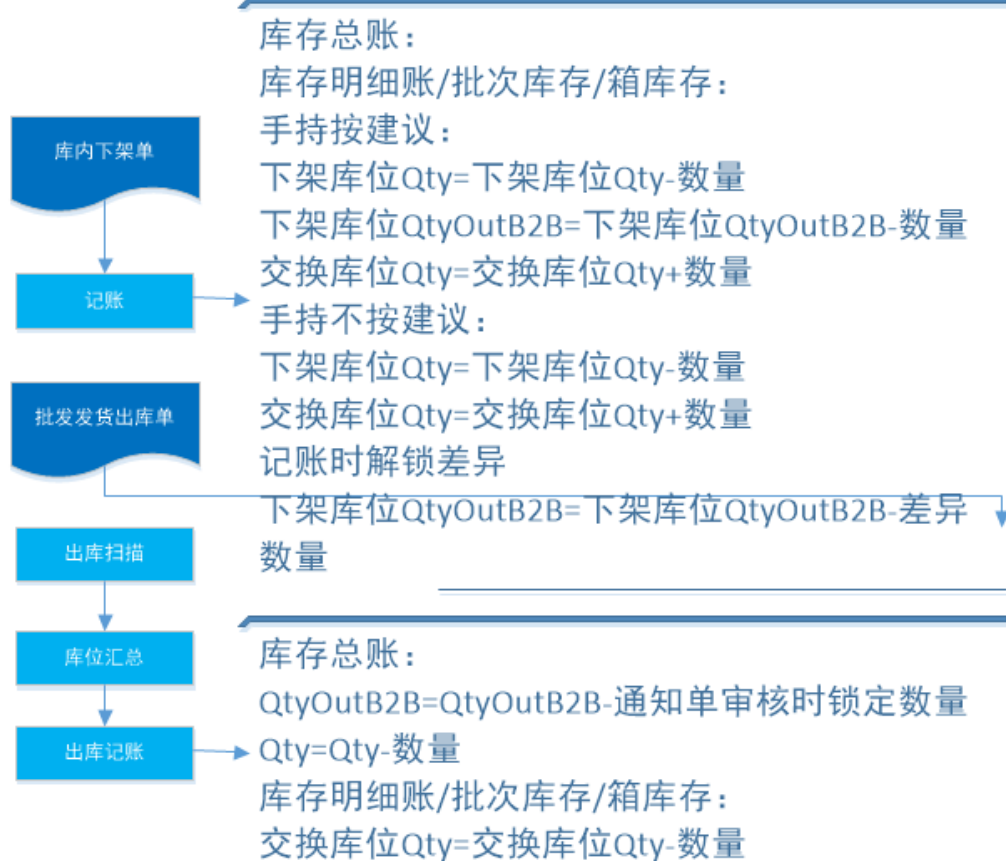 库存总账：
库存明细账/批次库存/箱库存：
库内下架单
手持按建议：
下架库位Qty=下架库位Qty-数量
下架库位QtyOutB2B=下架库位QtyOutB2B-数量
交换库位Qty=交换库位Qty+数量
记账
手持不按建议：
下架库位Qty=下架库位Qty-数量
交换库位Qty=交换库位Qty+数量
批发发货出库单
记账时解锁差异
下架库位QtyOutB2B=下架库位QtyOutB2B-差异
数量
出库扫描
库位汇总
出库记账
库存总账：
QtyOutB2B=QtyOutB2B-通知单审核时锁定数量
Qty=Qty-数量
库存明细账/批次库存/箱库存：
交换库位Qty=交换库位Qty-数量